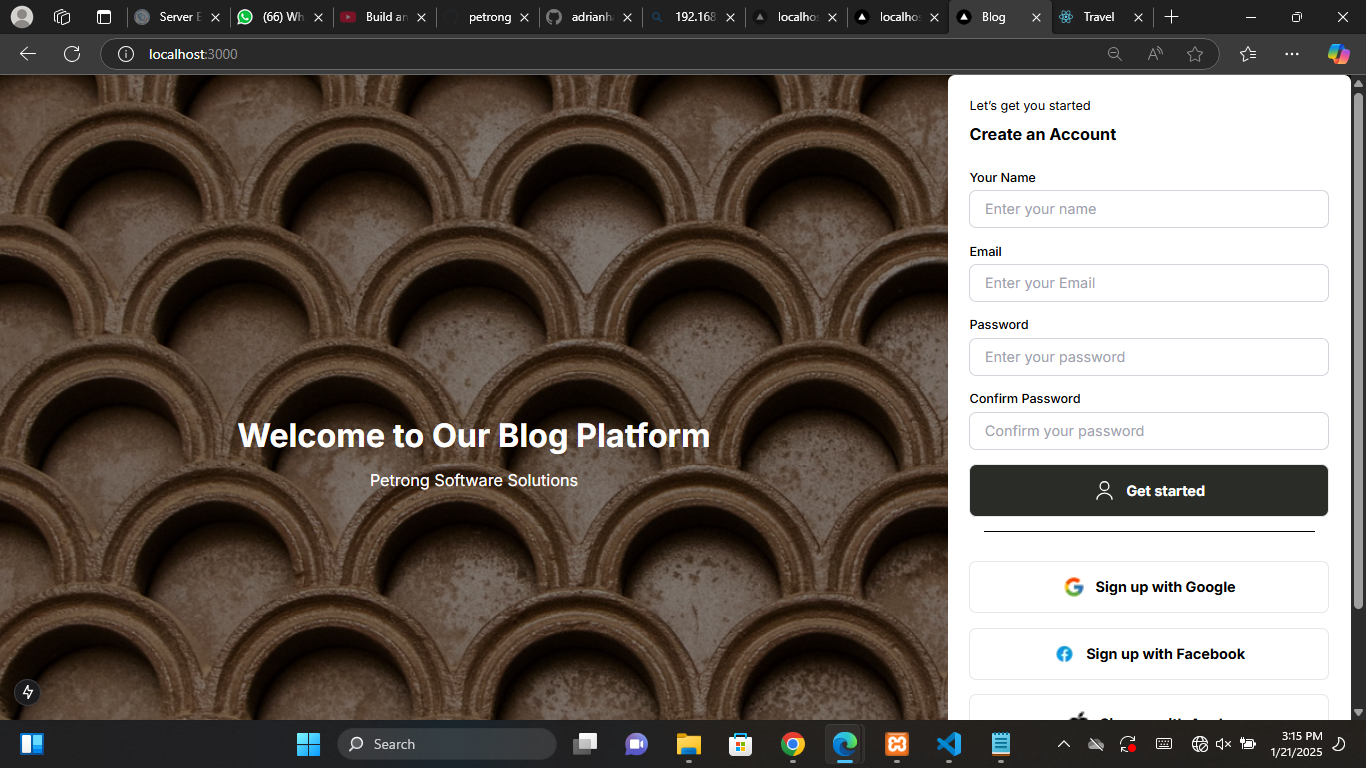 Server E
(66) Wh
Build an
petrong
adrianh
192.168
localhos
localhos
Blog
Travel
localhost:3000
Let's get you started
Create an Account
Your Name
Enter your name
Email
Enter your Email
Password
Enter your password
Confirm Password
Confirm your password
Get started
Sign up with Google
Sign up with Facebook
Welcome to Our Blog Platform
Petrong Software Solutions
Search
3:15 PM
1/21/2025